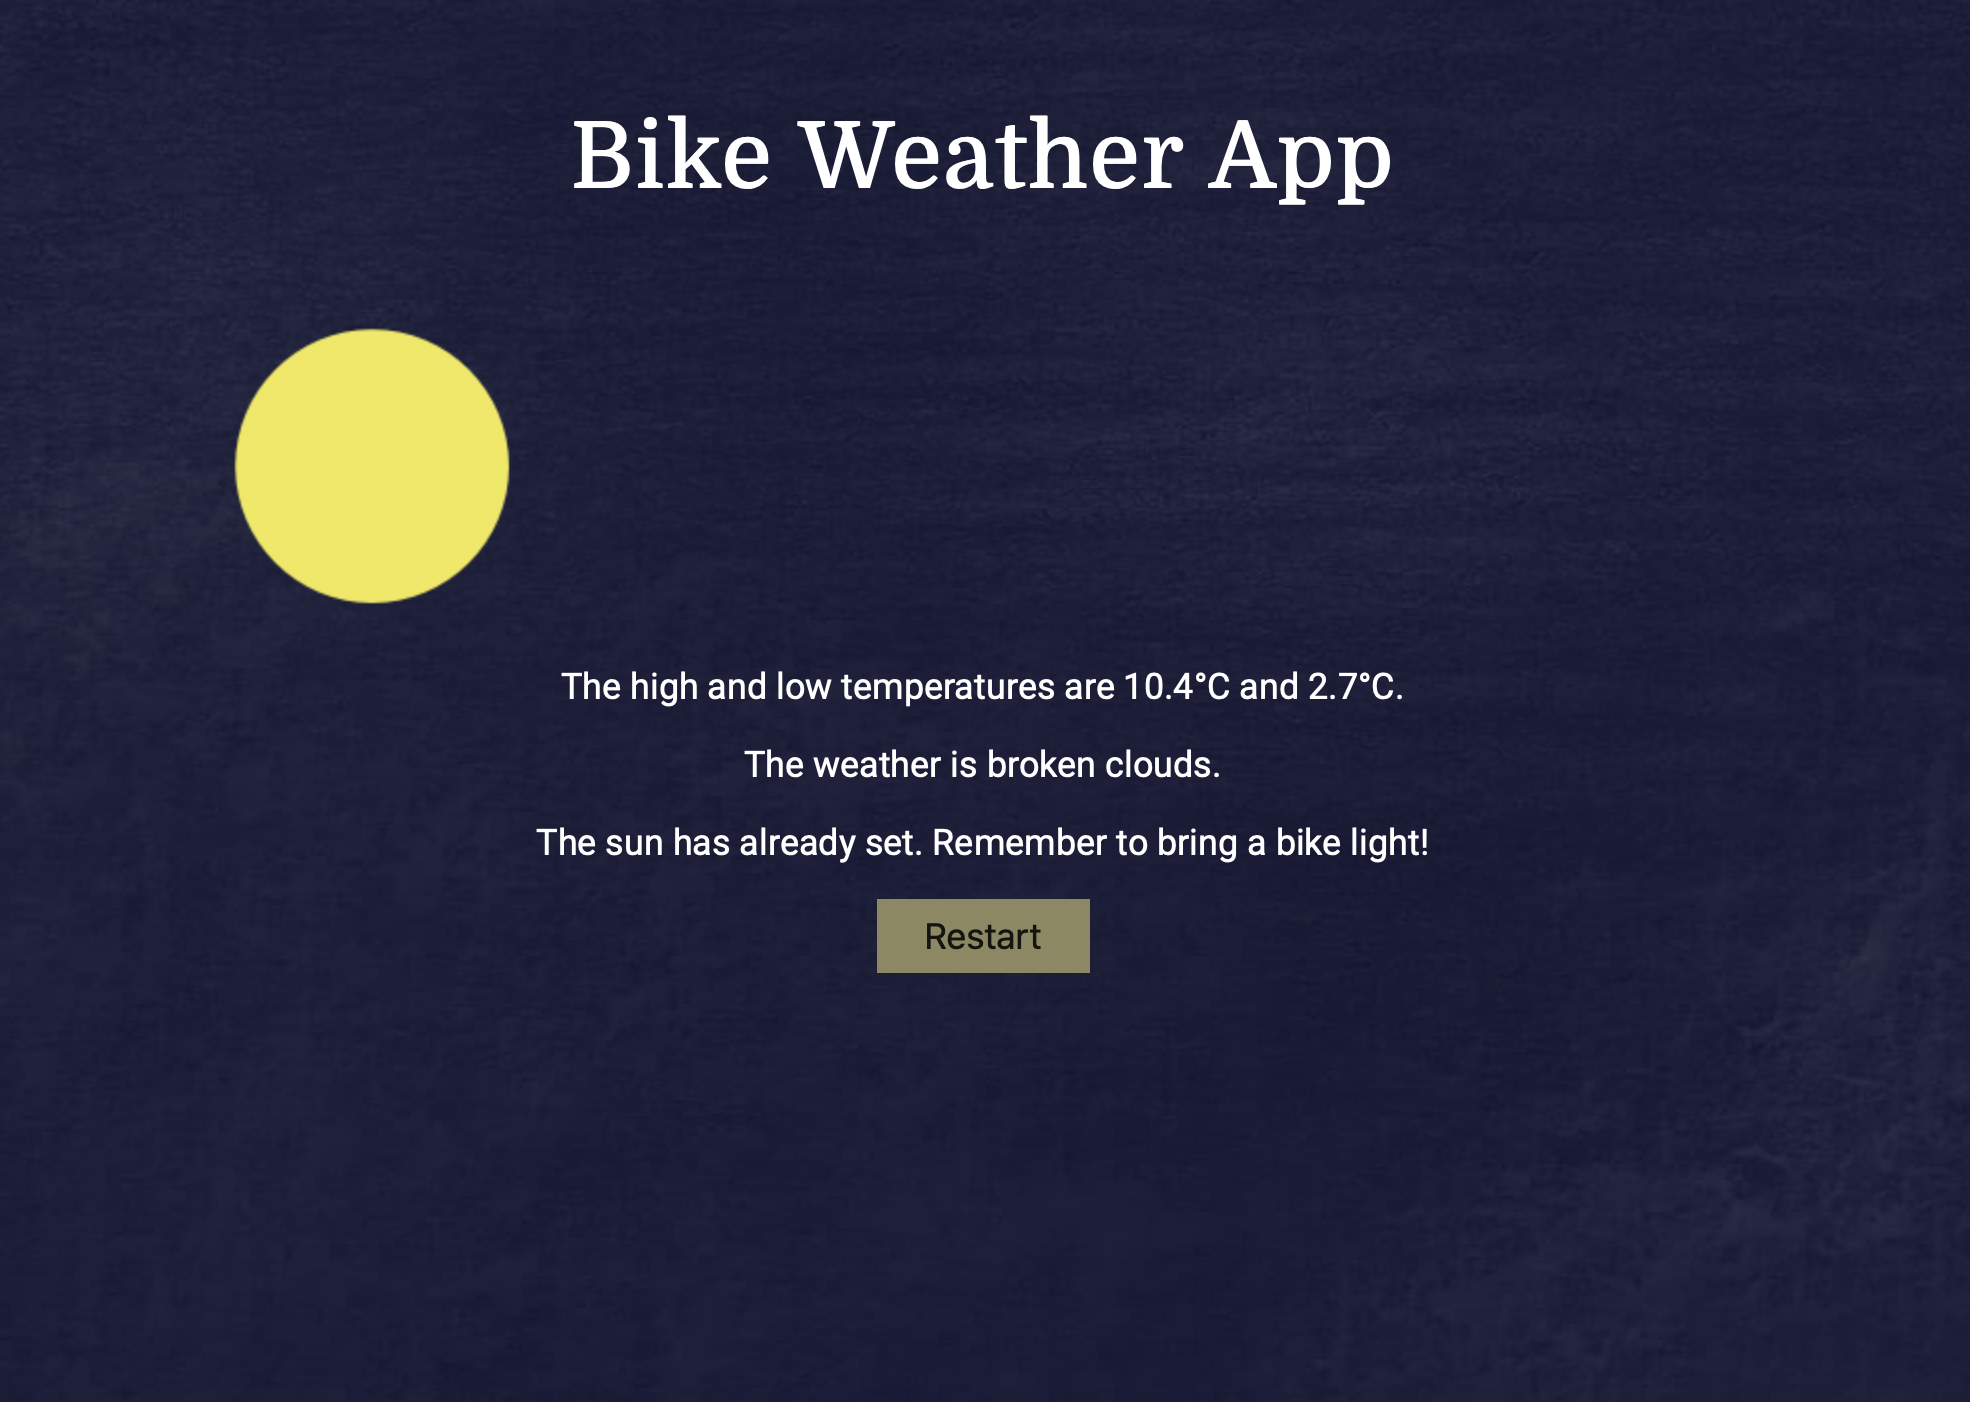 Bike Weather App
The high and low temperatures are 10.4°C and 2.7°C.
The weather is broken clouds.
The sun has already set. Remember to bring a bike light!
Restart